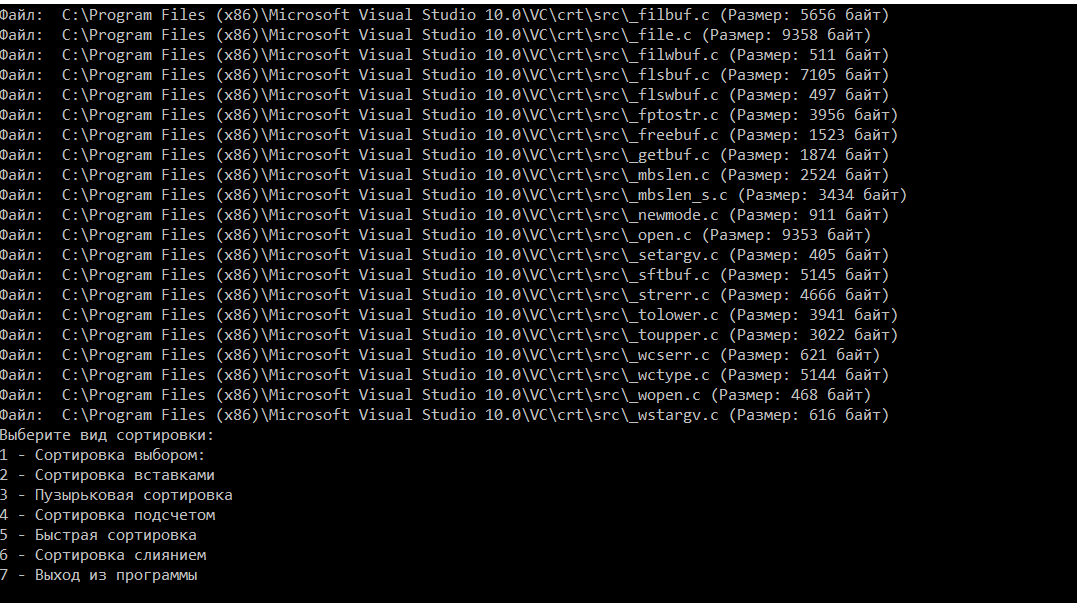 Файл:  C:\Program Files (x86)\Microsoft Visual Studio 10.0\VC\crt\src\_filbuf.c (Размер: 5656 байт)
Файл:  C:\Program Files (x86)\Microsoft Visual Studio 10.0\VC\crt\src\_file.c (Размер: 9358 байт)
Файл:  C:\Program Files (x86)\Microsoft Visual Studio 10.0\VC\crt\src\_filwbuf.c (Размер: 511 байт)
Файл:  C:\Program Files (x86)\Microsoft Visual Studio 10.0\VC\crt\src\_flsbuf.c (Размер: 7105 байт)
Файл:  C:\Program Files (x86)\Microsoft Visual Studio 10.0\VC\crt\src\_flswbuf.c (Размер: 497 байт)
Файл:  C:\Program Files (x86)\Microsoft Visual Studio 10.0\VC\crt\src\_fptostr.c (Размер: 3956 байт)
Файл:  C:\Program Files (x86)\Microsoft Visual Studio 10.0\VC\crt\src\_freebuf.c (Размер: 1523 байт)
Файл:  C:\Program Files (x86)\Microsoft Visual Studio 10.0\VC\crt\src\_getbuf.c (Размер: 1874 байт)
Файл:  C:\Program Files (x86)\Microsoft Visual Studio 10.0\VC\crt\src\_mbslen.c (Размер: 2524 байт)
Файл:  C:\Program Files (x86)\Microsoft Visual Studio 10.0\VC\crt\src\_mbslen_s.c (Размер: 3434 байт)
Файл:  C:\Program Files (x86)\Microsoft Visual Studio 10.0\VC\crt\src\_newmode.c (Размер: 911 байт)
Файл:  C:\Program Files (x86)\Microsoft Visual Studio 10.0\VC\crt\src\_open.c (Размер: 9353 байт)
Файл:  C:\Program Files (x86)\Microsoft Visual Studio 10.0\VC\crt\src\_setargv.c (Размер: 405 байт)
Файл:  C:\Program Files (x86)\Microsoft Visual Studio 10.0\VC\crt\src\_sftbuf.c (Размер: 5145 байт)
Файл:  C:\Program Files (x86)\Microsoft Visual Studio 10.0\VC\crt\src\_strerr.c (Размер: 4666 байт)
Файл:  C:\Program Files (x86)\Microsoft Visual Studio 10.0\VC\crt\src\_tolower.c (Размер: 3941 байт)
Файл:  C:\Program Files (x86)\Microsoft Visual Studio 10.0\VC\crt\src\_toupper.c (Размер: 3022 байт)
Файл:  C:\Program Files (x86)\Microsoft Visual Studio 10.0\VC\crt\src\_wcserr.c (Размер: 621 байт)
Файл:  C:\Program Files (x86)\Microsoft Visual Studio 10.0\VC\crt\src\_wctype.c (Размер: 5144 байт)
Файл:  C:\Program Files (x86)\Microsoft Visual Studio 10.0\VC\crt\src\_wopen.c (Размер: 468 байт)
Файл:  C:\Program Files (x86)\Microsoft Visual Studio 10.0\VC\crt\src\_wstargv.c (Размер: 616 байт)
Выберите вид сортировки:
1 - Сортировка выбором:
2 - Сортировка вставками
3 - Пузырьковая сортировка
4 - Сортировка подсчетом
5 - Быстрая сортировка
6 - Сортировка слиянием
7 - Выход из программы